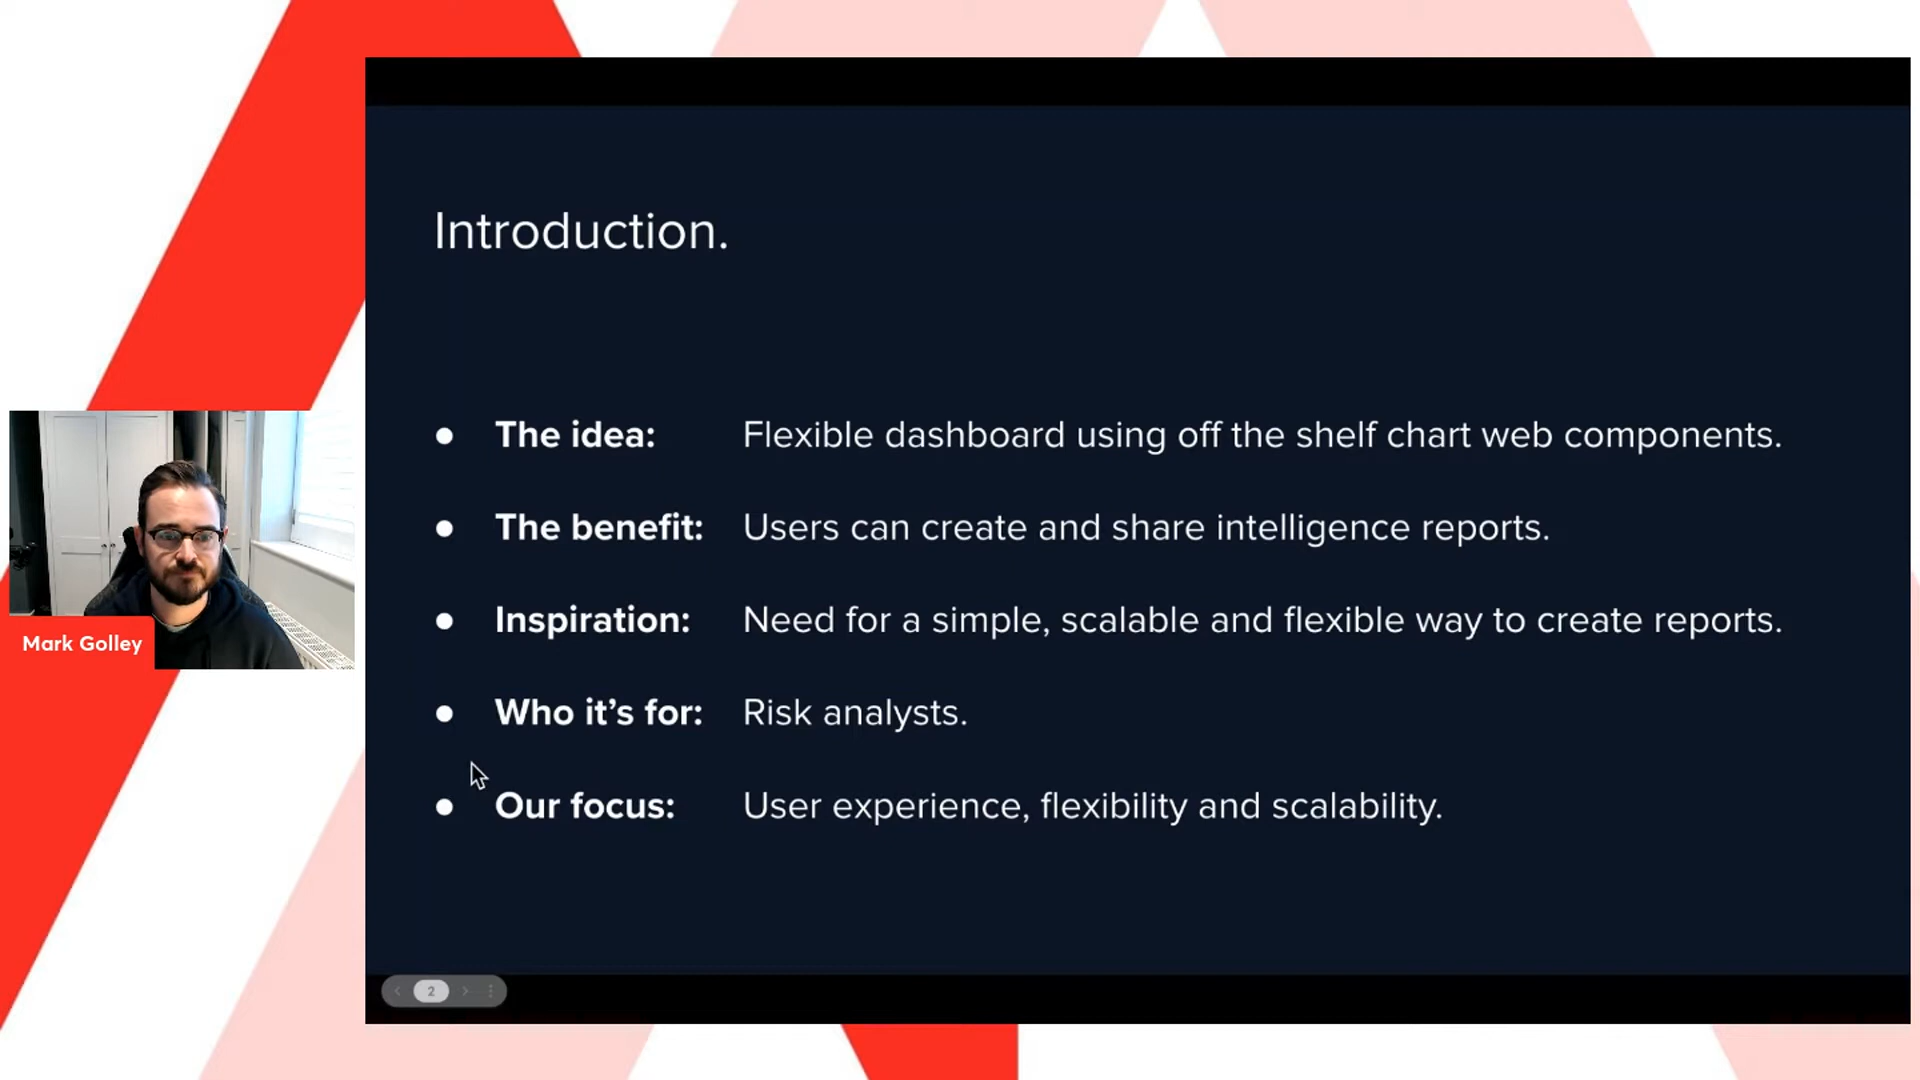 Introduction.
● The idea: Flexible dashboard using off the shelf chart web components.
● The benefit: Users can create and share intelligence reports.
● Inspiration: Need for a simple, scalable and flexible way to create reports.
● Who it’s for: Risk analysts.
● Our focus: User experience, flexibility and scalability.
Mark Golley
2